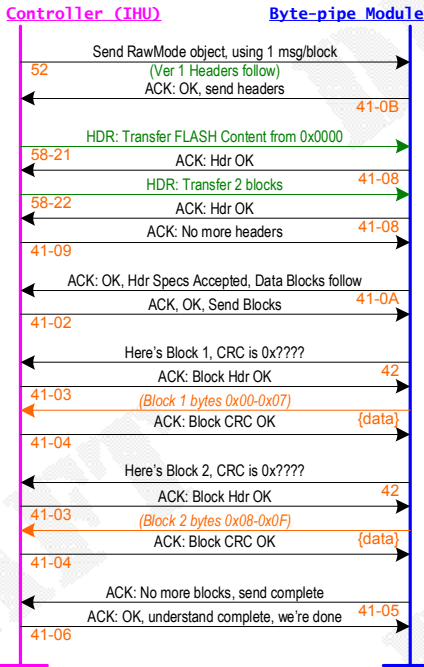 Controller (IHU) Byte-pipe Module
Send RawMode object, using 1 msg/block
52
(Ver 1 Headers follow)
ACK: OK, send headers
41-0B
HDR: Transfer FLASH Content from 0x0000
58-21
ACK: Hdr OK
41-08
HDR: Transfer 2 blocks
58-22
ACK: Hdr OK
41-08
ACK: No more headers
41-09
ACK: OK, Hdr Specs Accepted, Data Blocks follow
41-0A
ACK, OK, Send Blocks
41-02
Here's Block 1, CRC is 0x????
42
ACK: Block Hdr OK
41-03
(Block 1 bytes 0x00-0x07)
{data}
ACK: Block CRC OK
41-04
Here's Block 2, CRC is 0x????
42
ACK: Block Hdr OK
41-03
(Block 2 bytes 0x08-0x0F)
{data}
ACK: Block CRC OK
41-04
ACK: No more blocks, send complete
41-05
ACK: OK, understand complete, we're done
41-06